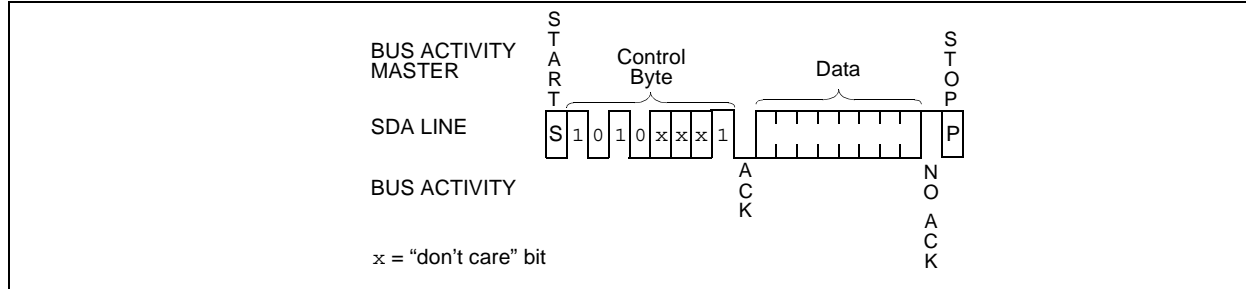 START
BUS ACTIVITY
MASTER
Control
Byte
Data
STOP
SDA LINE
S 1 0 1 0 x x x 1
P
BUS ACTIVITY
ACK
NO ACK
x = “don’t care” bit